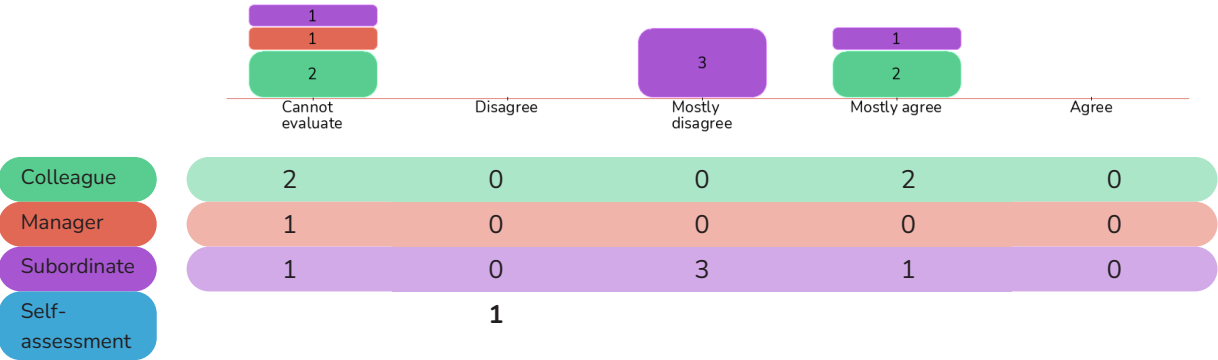 1
1
2
3
1
2
Cannot
evaluate
Disagree
Mostly
disagree
Mostly agree
Agree
Colleague 2 0 0 2 0
Manager 1 0 0 0 0
Subordinate 1 0 3 1 0
Self-
assessment
1